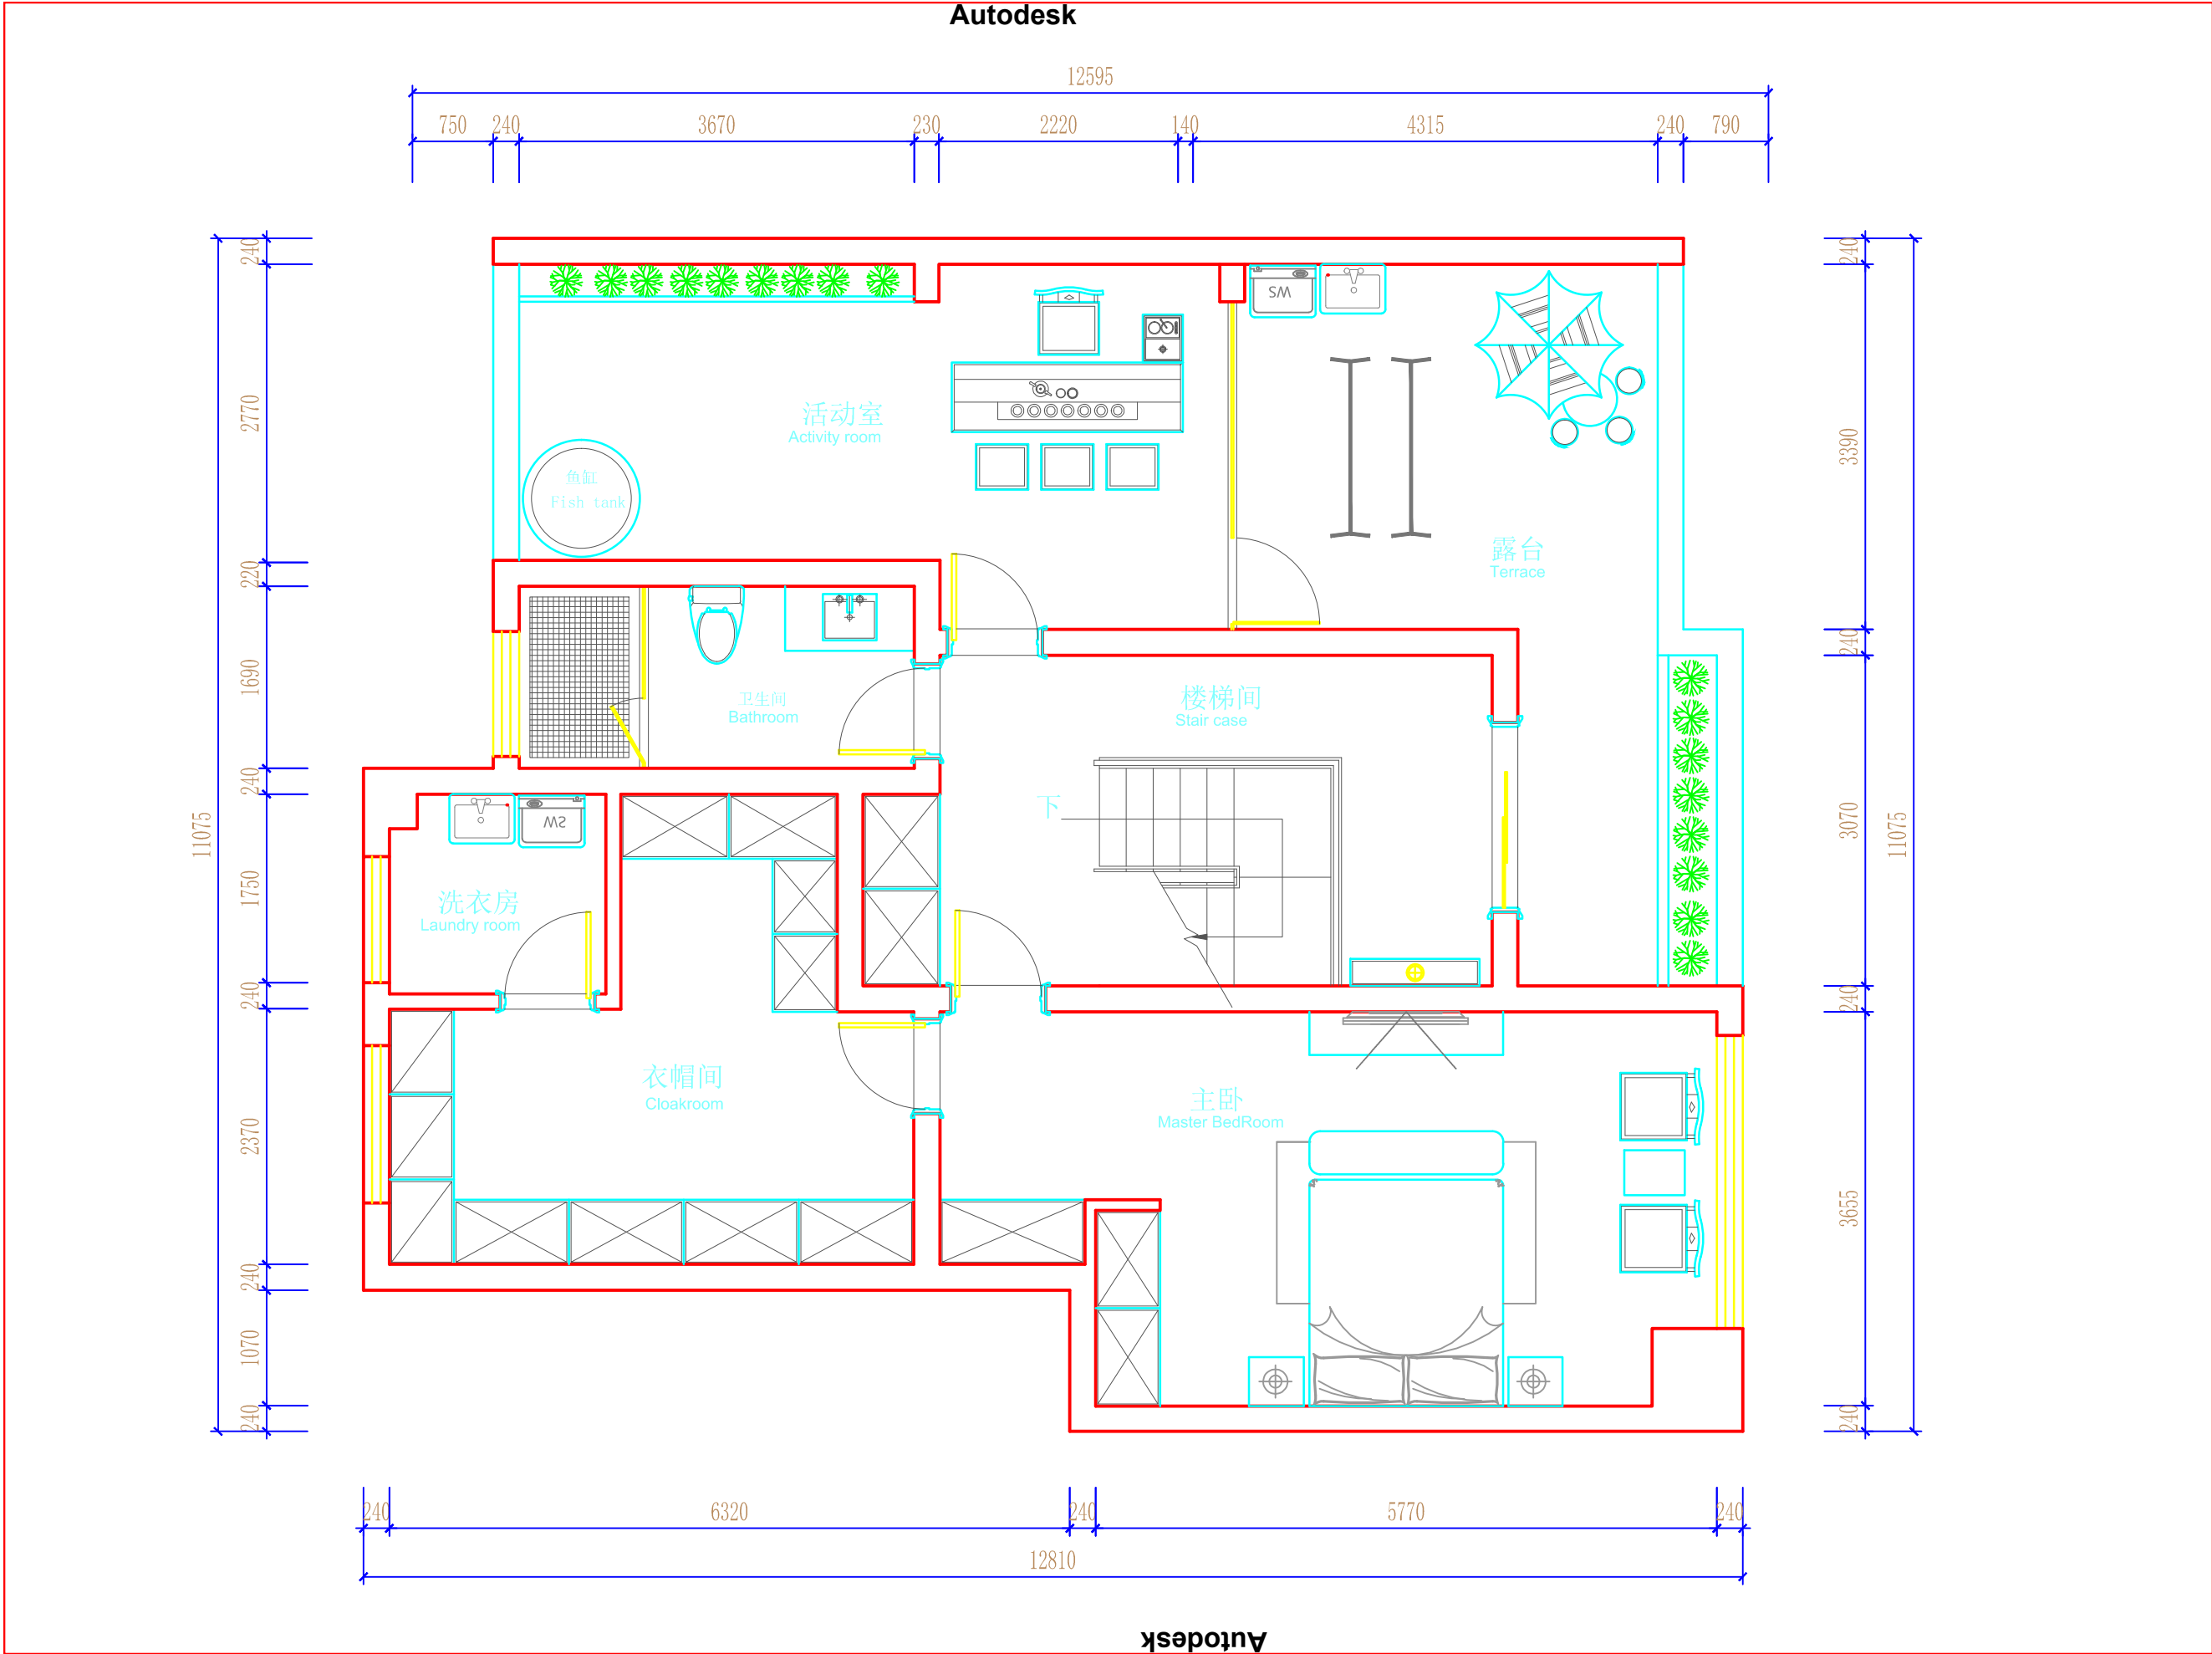 Autodesk
12595
750 240 3670 230 2220 140 4315 240 790
240
2770
220
1690
240
1750
240
2370
240
1070
240
11075
WS
活动室
Activity room
鱼缸
Fish tank
露台
Terrace
卫生间
Bathroom
楼梯间
Stair case
下
WS
洗衣房
Laundry room
衣帽间
Cloakroom
主卧
Master BedRoom
240
3390
240
3070
240
3655
240
11075
240 6320 240 5770 240
12810
Autodesk